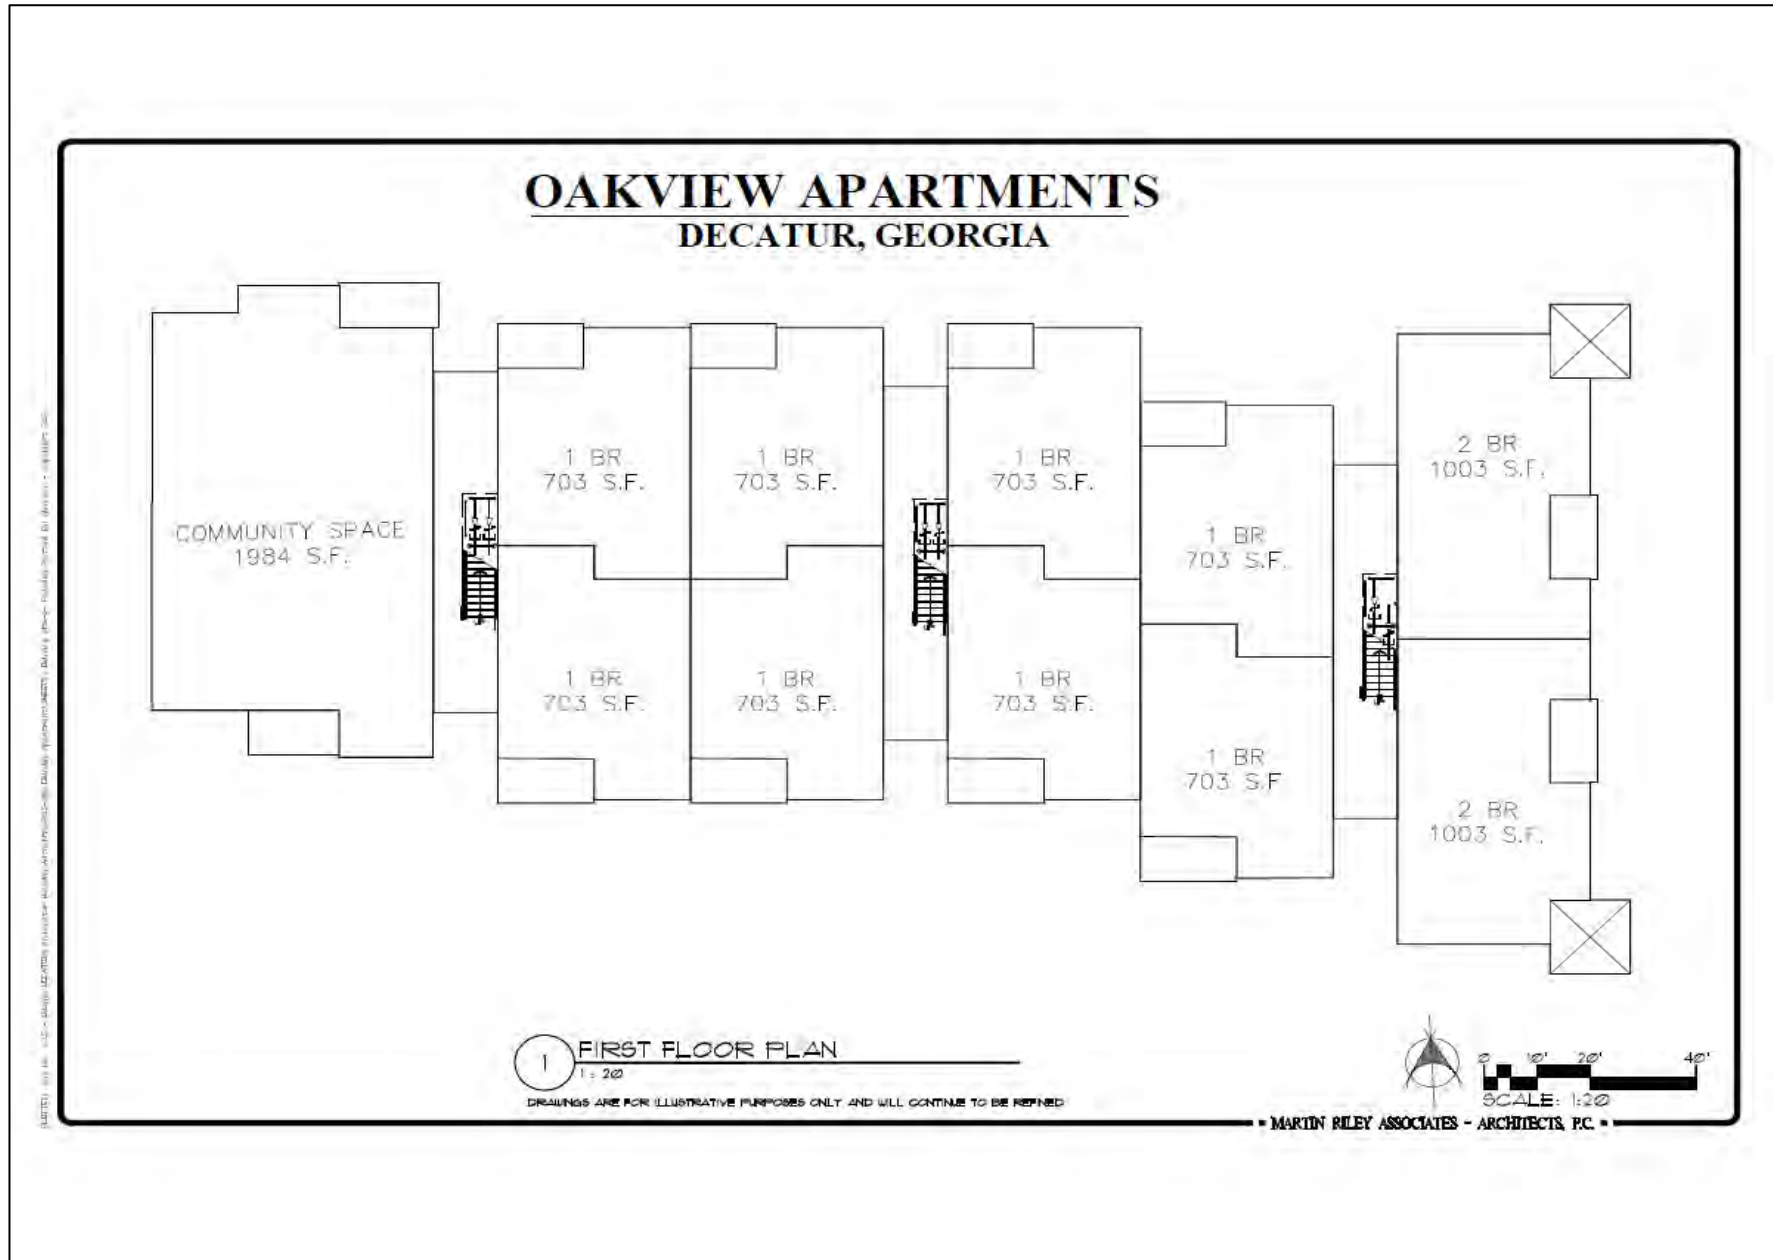 OAKVIEW APARTMENTS
DECATUR, GEORGIA
COMMUNITY SPACE
1984 S.F.
1 BR
703 S.F.
1 BR
703 S.F.
1 BR
703 S.F.
1 BR
703 S.F.
2 BR
1003 S.F.
1 BR
703 S.F.
1 BR
703 S.F.
1 BR
703 S.F.
1 BR
703 S.F
2 BR
1003 S.F.
1
FIRST FLOOR PLAN
1 : 20
DRAWINGS ARE FOR ILLUSTRATIVE PURPOSES ONLY AND WILL CONTINUE TO BE REFINED
0 10' 20' 40'
SCALE: 1:20
MARTIN RILEY ASSOCIATES - ARCHITECTS, P.C.